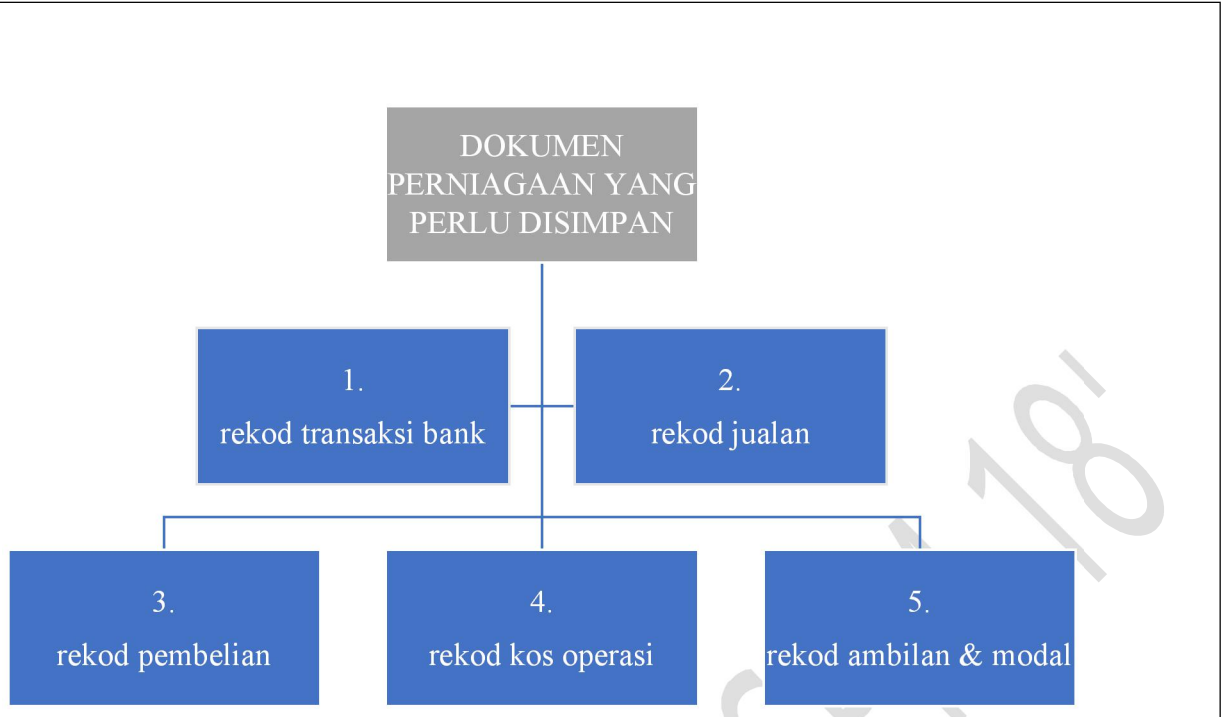 DOKUMEN
PERNIAGAAN YANG
PERLU DISIMPAN
1.
rekod transaksi bank
2.
rekod jualan
3.
rekod pembelian
4.
rekod kos operasi
5.
rekod ambilan & modal